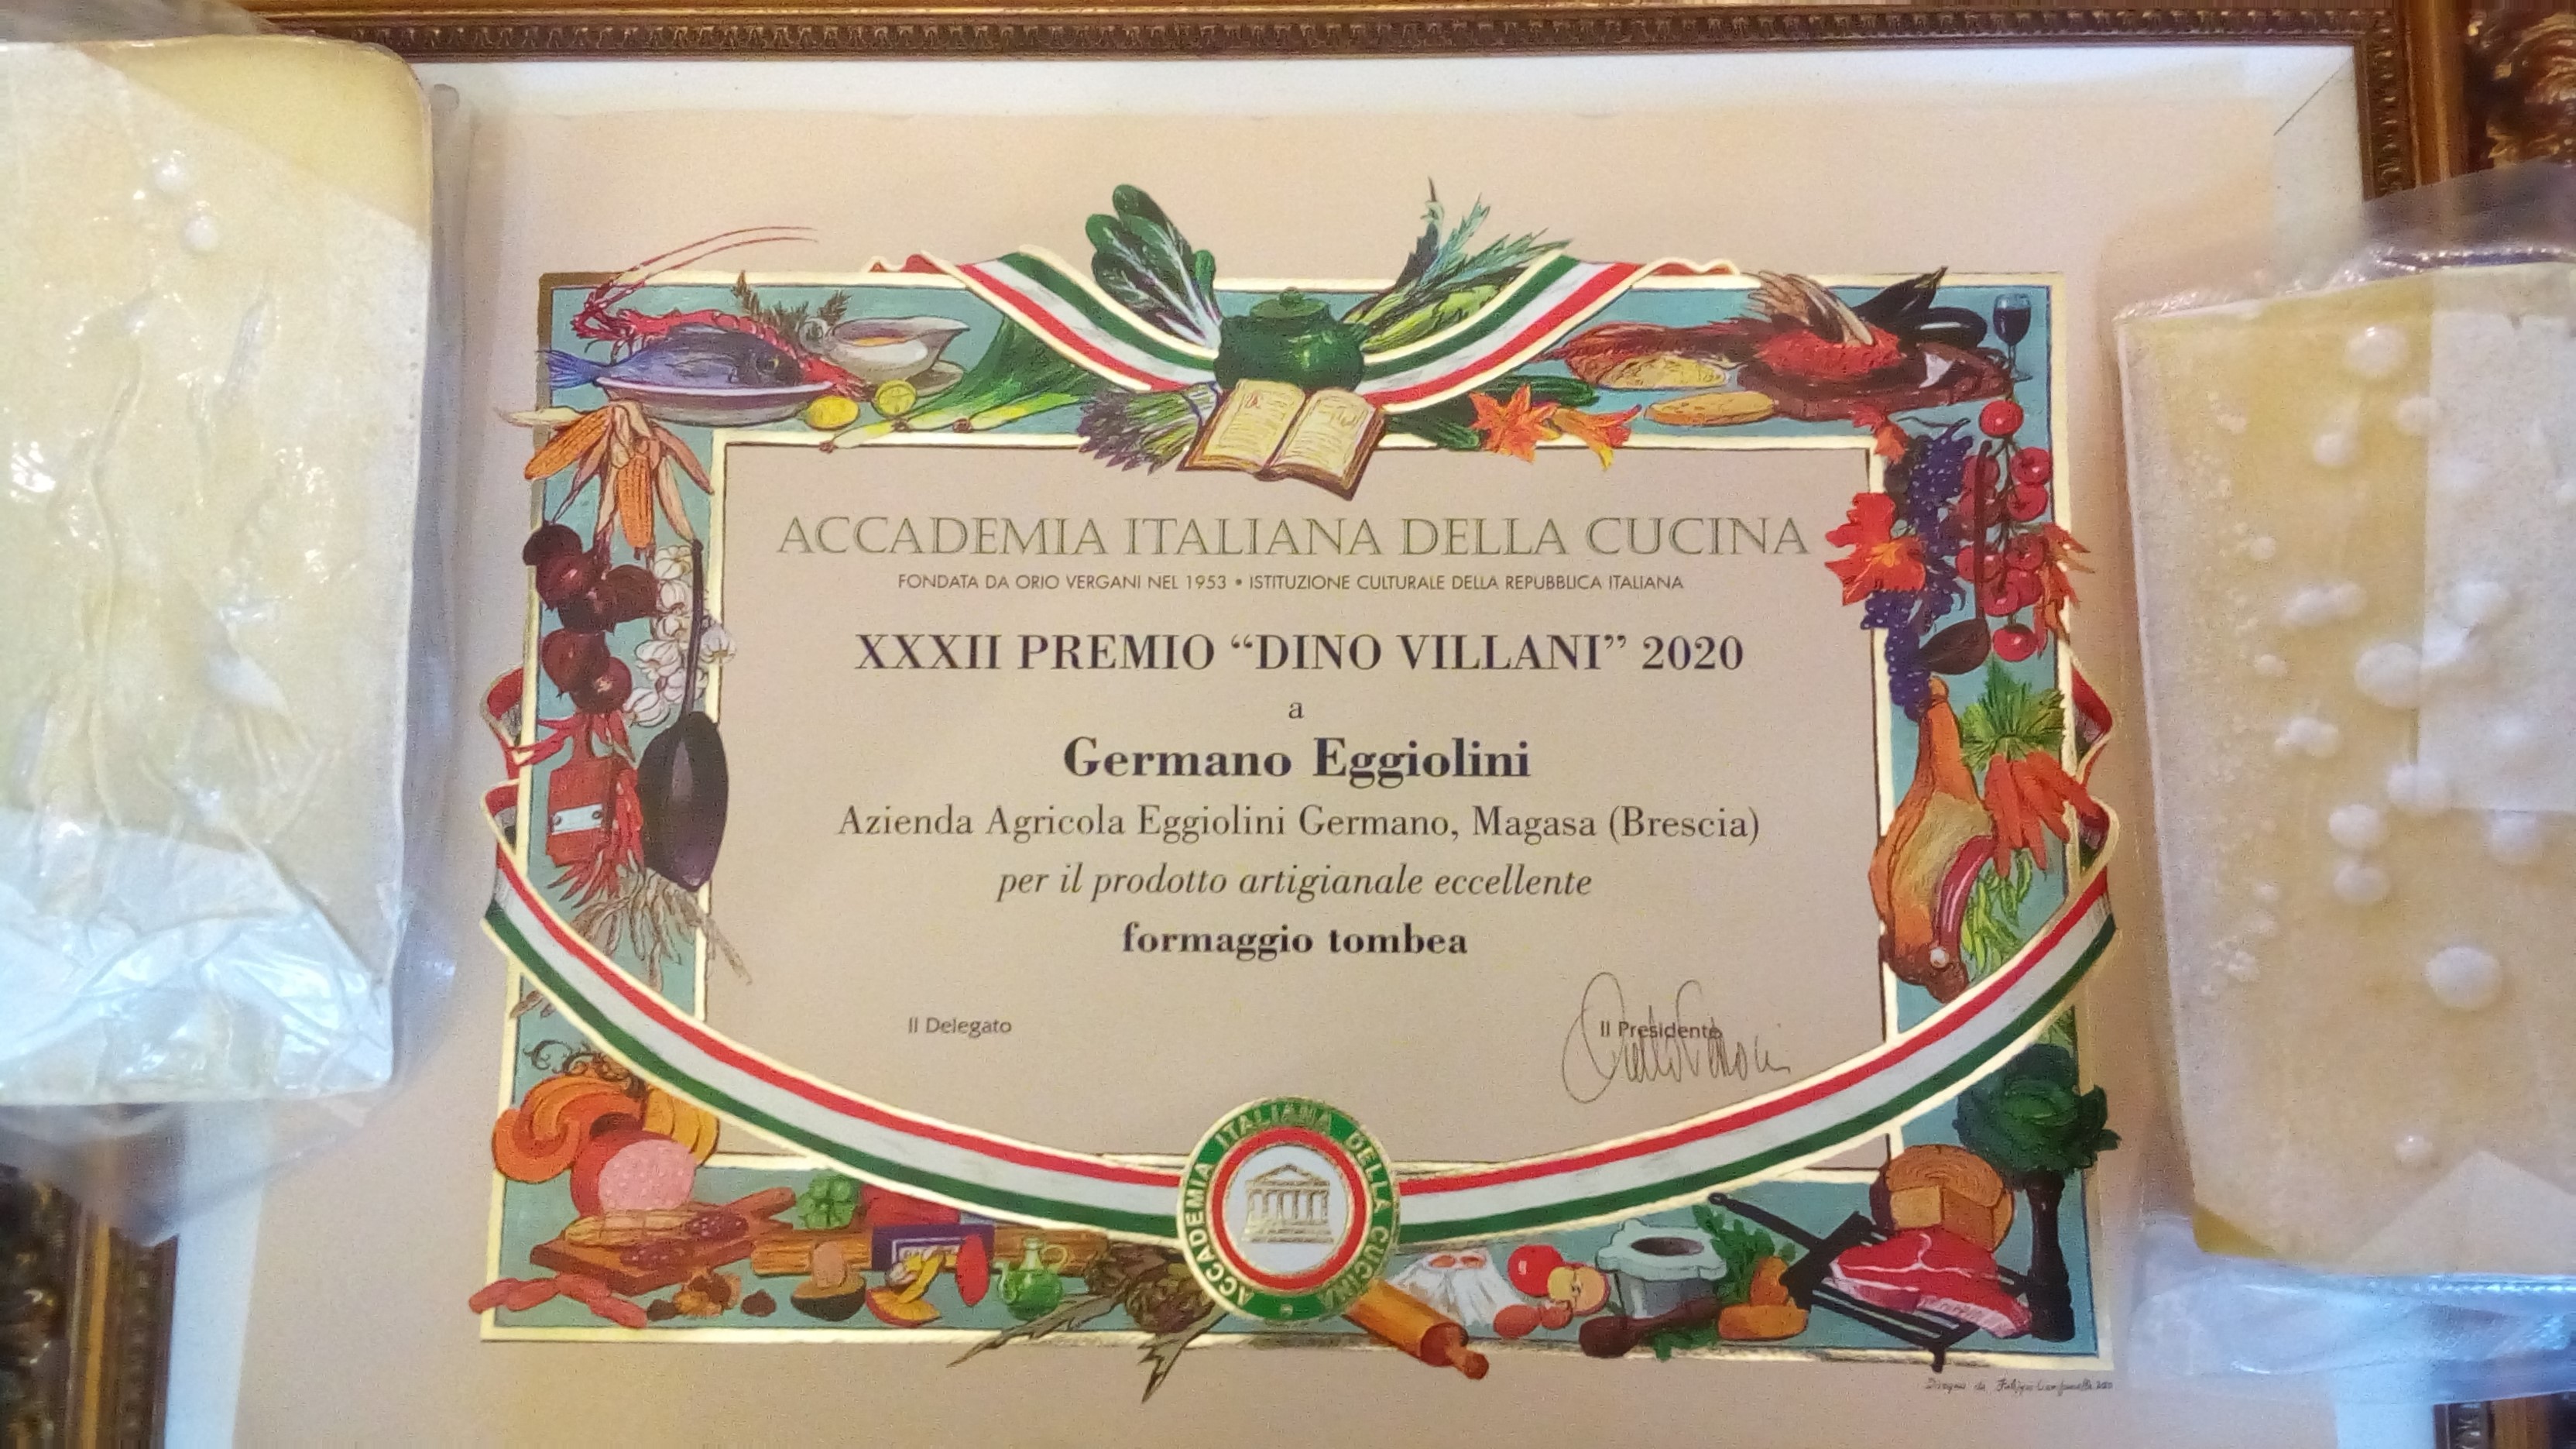 ACCADEMIA ITALIANA DELLA CUCINA
FONDATA DA ORIO VERGANI NEL 1953 • ISTITUZIONE CULTURALE DELLA REPUBBLICA ITALIANA
XXXII PREMIO “DINO VILLANI” 2020
a
Germano Eggiolini
Azienda Agricola Eggiolini Germano, Magasa (Brescia)
per il prodotto artigianale eccellente
formaggio tombea
Il Delegato
Il Presidente
ACCADEMIA ITALIANA DELLA CUCINA
Disegno da